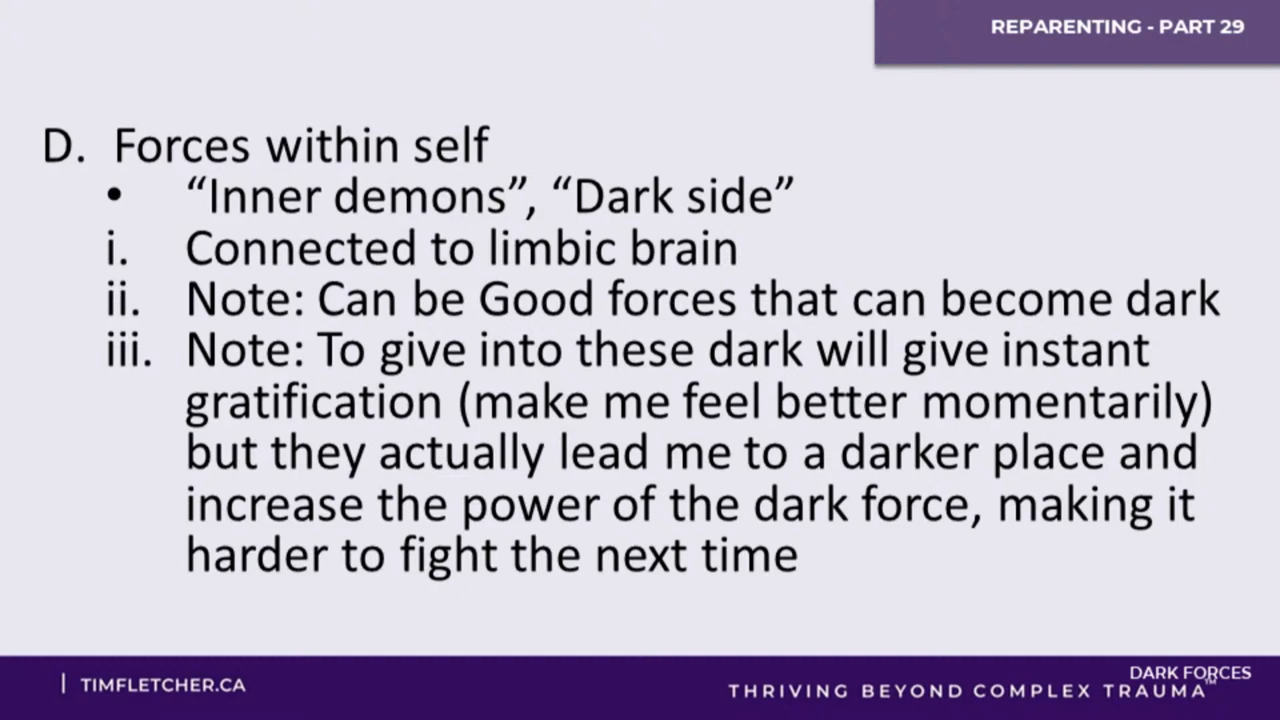 REPARENTING - PART 29
D. Forces within self
• “Inner demons”, “Dark side”
i. Connected to limbic brain
ii. Note: Can be Good forces that can become dark
iii. Note: To give into these dark will give instant
gratification (make me feel better momentarily)
but they actually lead me to a darker place and
increase the power of the dark force, making it
harder to fight the next time
| TIMFLETCHER.CA
DARK FORCES
THRIVING BEYOND COMPLEX TRAUMA™